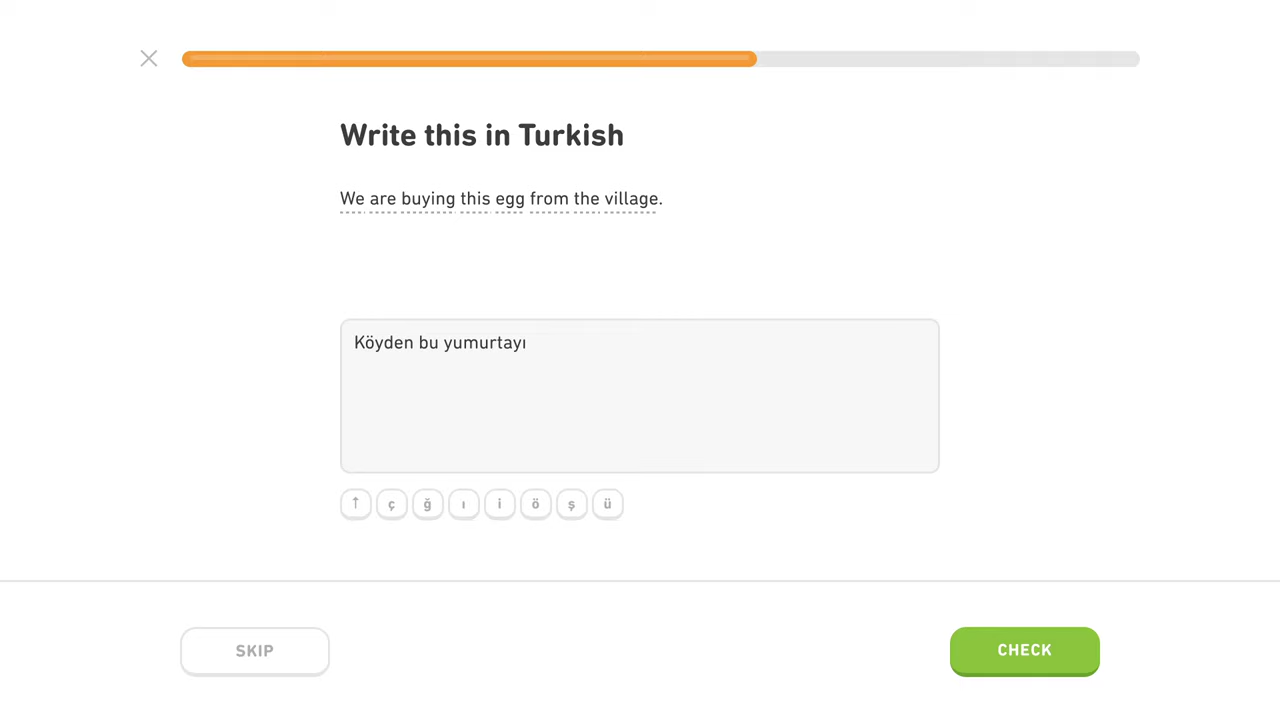 Write this in Turkish
We are buying this egg from the village.
Köyden bu yumurtayı
↑ ç ğ ı i ö ş ü
SKIP
CHECK